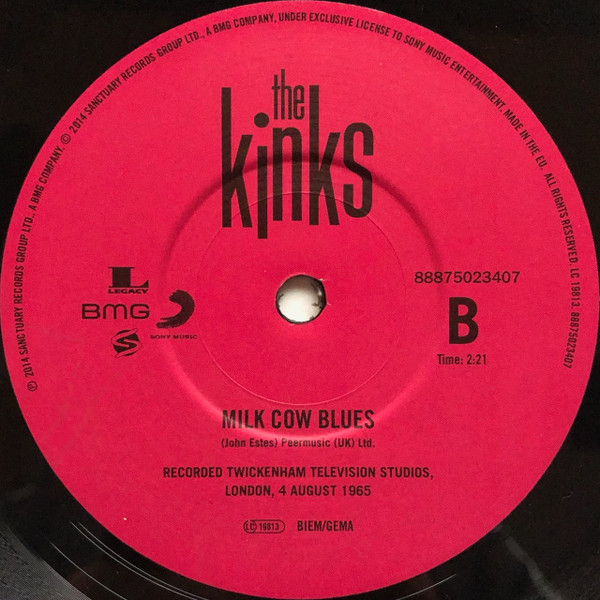 ℗ 2014 SANCTUARY RECORDS GROUP LTD., A BMG COMPANY. © 2014 SANCTUARY RECORDS GROUP LTD., A BMG COMPANY, UNDER EXCLUSIVE LICENSE TO SONY MUSIC ENTERTAINMENT. MADE IN THE EU. ALL RIGHTS RESERVED. LC 19813. 88875023407
the
kinks
L
LEGACY
BMG
S
SONY MUSIC
88875023407
B
Time: 2:21
MILK COW BLUES
(John Estes) Peermusic (UK) Ltd.
RECORDED TWICKENHAM TELEVISION STUDIOS,
LONDON, 4 AUGUST 1965
LC 19813 BIEM/GEMA